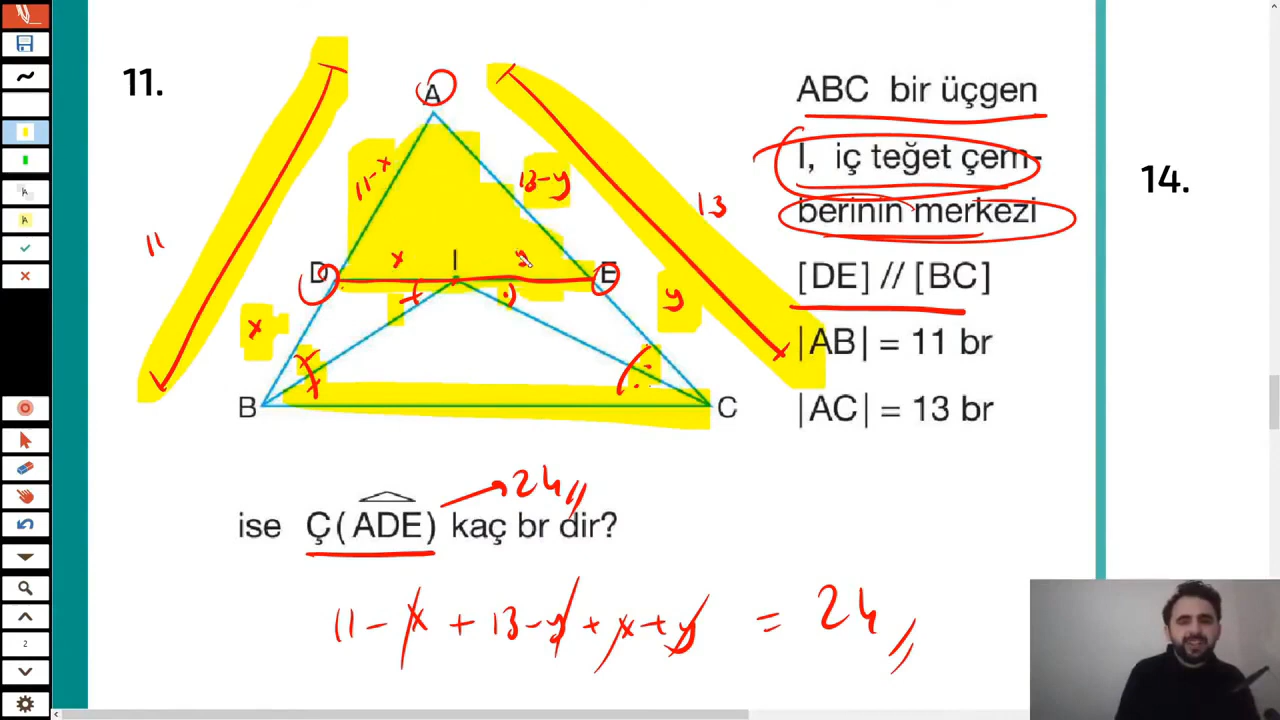 11.
A
11-x
13-y
13
11
D
x
I
y
E
x
y
B
C
ABC bir üçgen
I, iç teğet çem-
berinin merkezi
[DE] // [BC]
|AB| = 11 br
|AC| = 13 br
14.
24
ise Ç(ADE) kaç br dir?
11-x + 13-y + x+y = 24
2